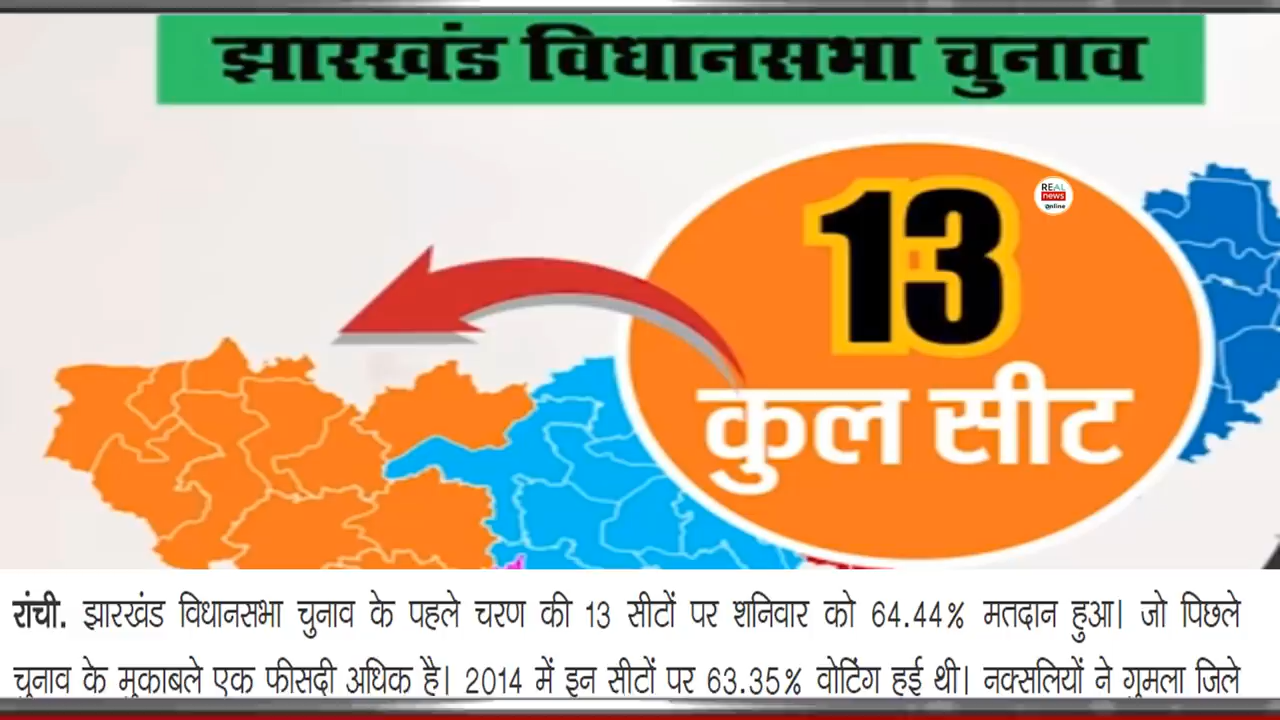 झारखंड विधानसभा चुनाव
13
REAL
news
Online
कुल सीट
रांची. झारखंड विधानसभा चुनाव के पहले चरण की 13 सीटों पर शनिवार को 64.44% मतदान हुआ। जो पिछले
चुनाव के मुकाबले एक फीसदी अधिक है। 2014 में इन सीटों पर 63.35% वोटिंग हुई थी। नक्सलियों ने गुमला जिले